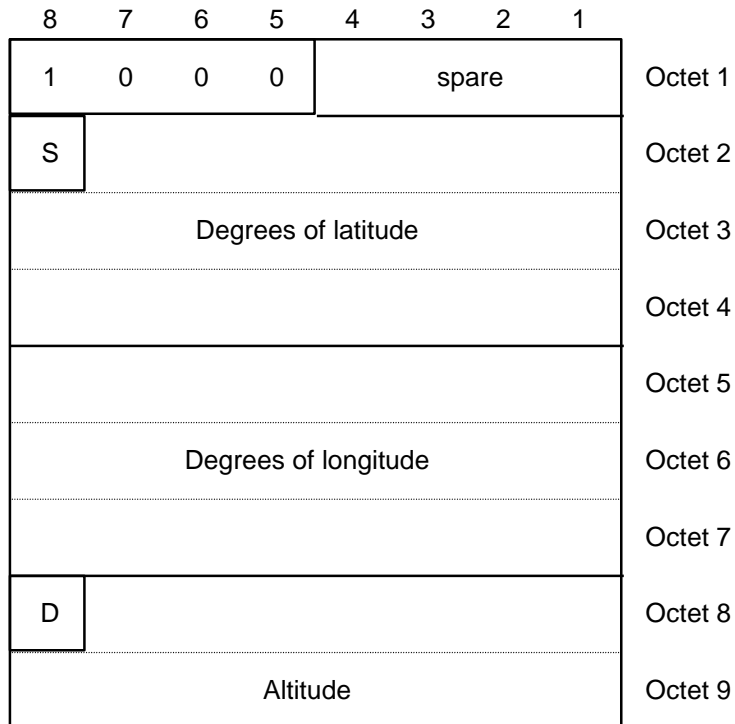 8 7 6 5 4 3 2 1
1 0 0 0 spare Octet 1
S Octet 2
Degrees of latitude Octet 3
Octet 4
Octet 5
Degrees of longitude Octet 6
Octet 7
D Octet 8
Altitude Octet 9